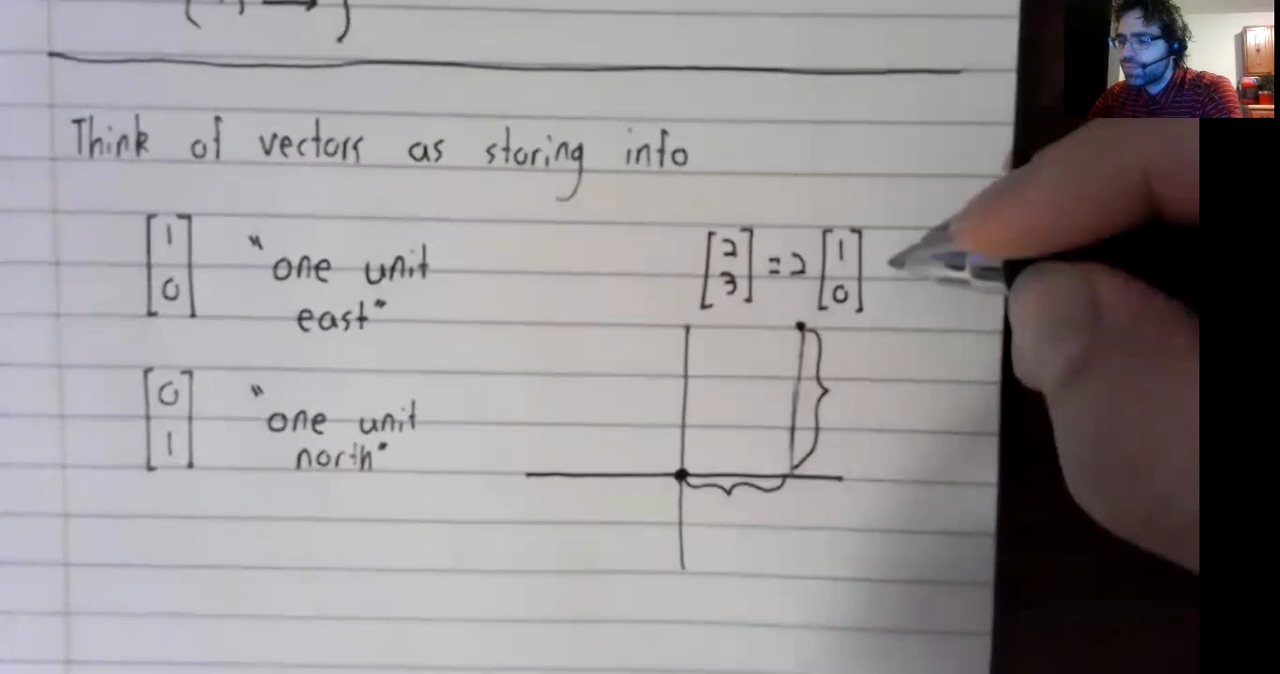 Think of vectors as storing info
[1 0] "one unit east"
[2 3] = 2 [1 0]
[0 1] "one unit north"